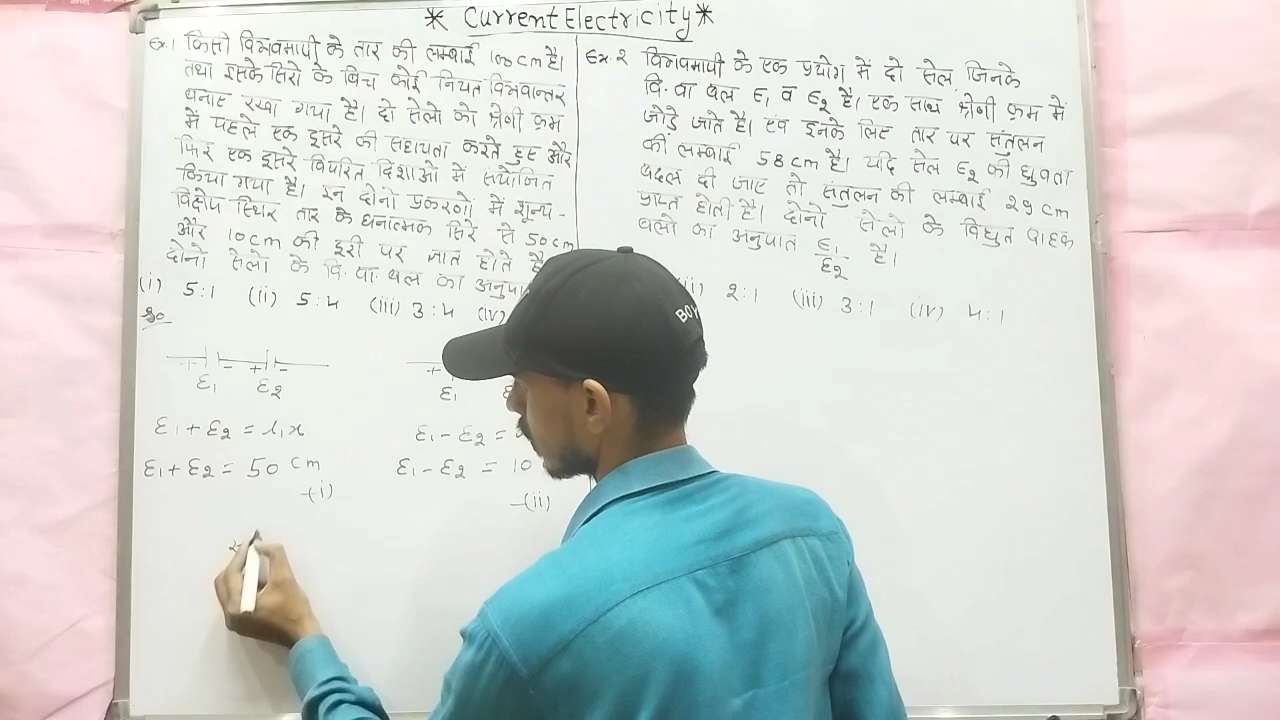 * Current Electricity *
Ex. 1 किसी विभवमापी के तार की लम्बाई 100 cm है।
तथा इसके सिरो के बिच कोई नियत विभवान्तर
बनाए रखा गया है। दो सेलो को श्रेणी क्रम
में पहले एक दूसरे की सहायता करते हुए और
फिर एक दूसरे विपरित दिशाओं में संयोजित
किया गया है। इन दोनो प्रकरणो में शून्य -
विक्षेप स्थिर तार के धनात्मक सिरे से 50 cm
और 10 cm की दूरी पर ज्ञात होते है
दोनो सेलो के वि. वा. बल का अनुपात
(i) 5:1 (ii) 5:4 (iii) 3:4 (iv)
So
+ - + -
ε1 ε2
ε1 + ε2 = l1x
ε1 + ε2 = 50 cm
-(i)
+
ε1
ε1 - ε2 =
ε1 - ε2 = 10
-(ii)
Ex. 2 विभवमापी के एक प्रयोग में दो सेल, जिनके
वि. वा बल ε1 व ε2 है। एक साथ श्रेणी क्रम में
जोड़े जाते है। एवं इनके लिए तार पर संतुलन
की लम्बाई 58 cm है। यदि सेल ε2 की ध्रुवता
बदल दी जाए तो संतलन की लम्बाई 29 cm
प्राप्त होती है। दोनो सेलो के विधुत वाहक
बलो का अनुपात ε1/ε2 है।
2:1 (iii) 3:1 (iv) 4:1